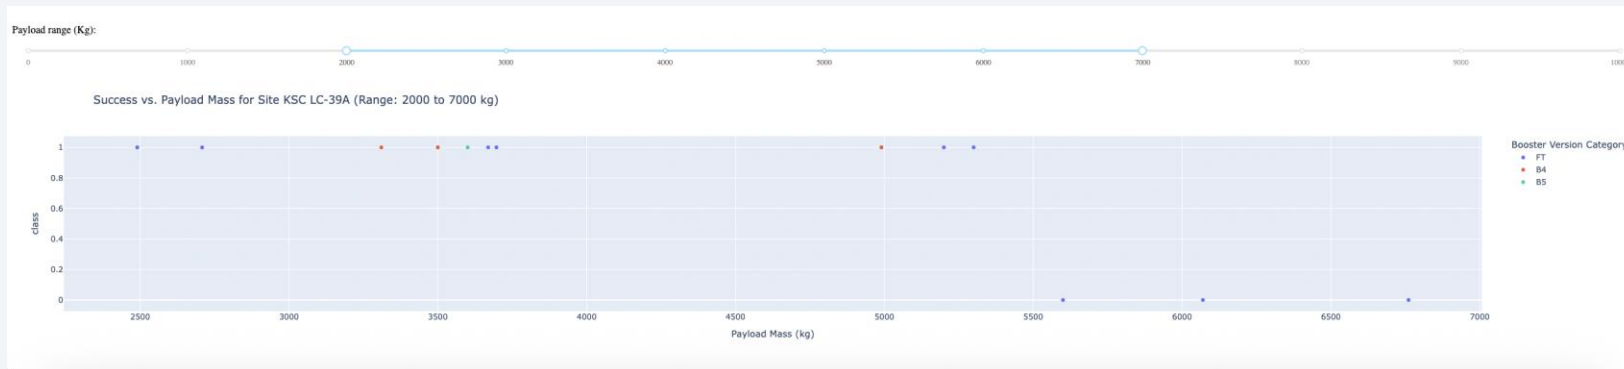 Payload range (Kg):
0 1000 2000 3000 4000 5000 6000 7000 8000 9000 1000
Success vs. Payload Mass for Site KSC LC-39A (Range: 2000 to 7000 kg)
Booster Version Category
FT
B4
B5
1
0.8
0.6
0.4
0.2
0
class
2500 3000 3500 4000 4500 5000 5500 6000 6500 7000
Payload Mass (kg)